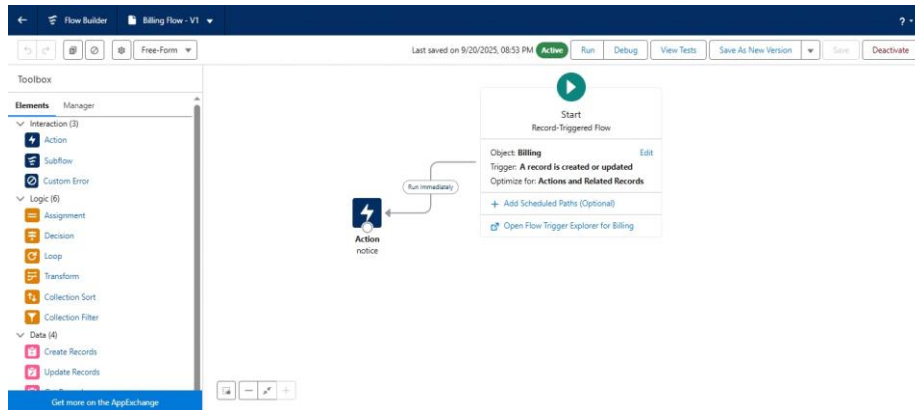 Flow Builder Billing Flow - V1 ?
Free-Form Last saved on 9/20/2025, 08:53 PM Active Run Debug View Tests Save As New Version Save Deactivate
Toolbox
Elements Manager
Interaction (3)
Action
Subflow
Custom Error
Logic (6)
Assignment
Decision
Loop
Transform
Collection Sort
Collection Filter
Data (4)
Create Records
Update Records
Get more on the AppExchange
Start
Record-Triggered Flow
Object: Billing Edit
Trigger: A record is created or updated
Optimize for: Actions and Related Records
+ Add Scheduled Paths (Optional)
Open Flow Trigger Explorer for Billing
Run Immediately
Action
notice